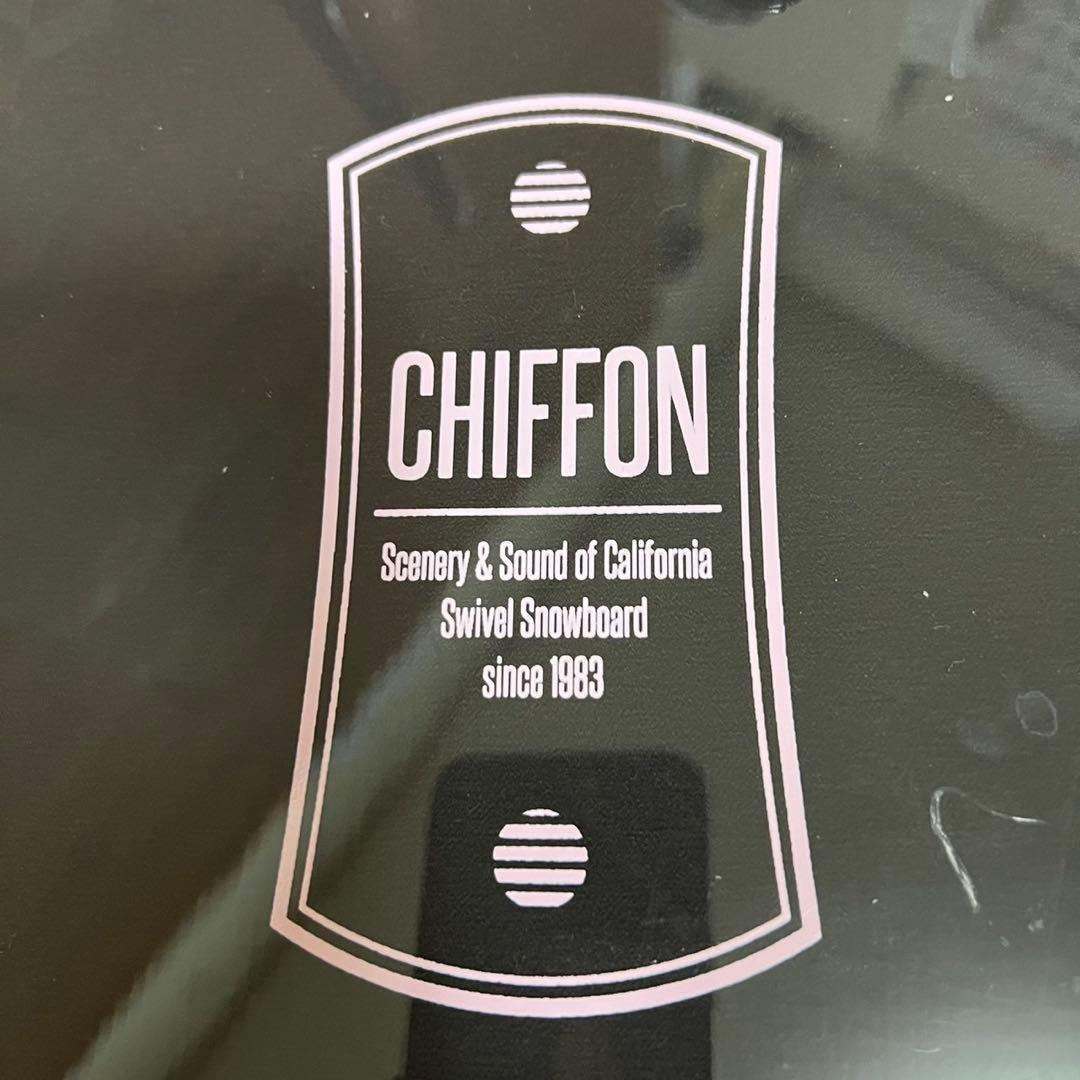 CHIFFON
Scenery & Sound of California
Swivel Snowboard
since 1983